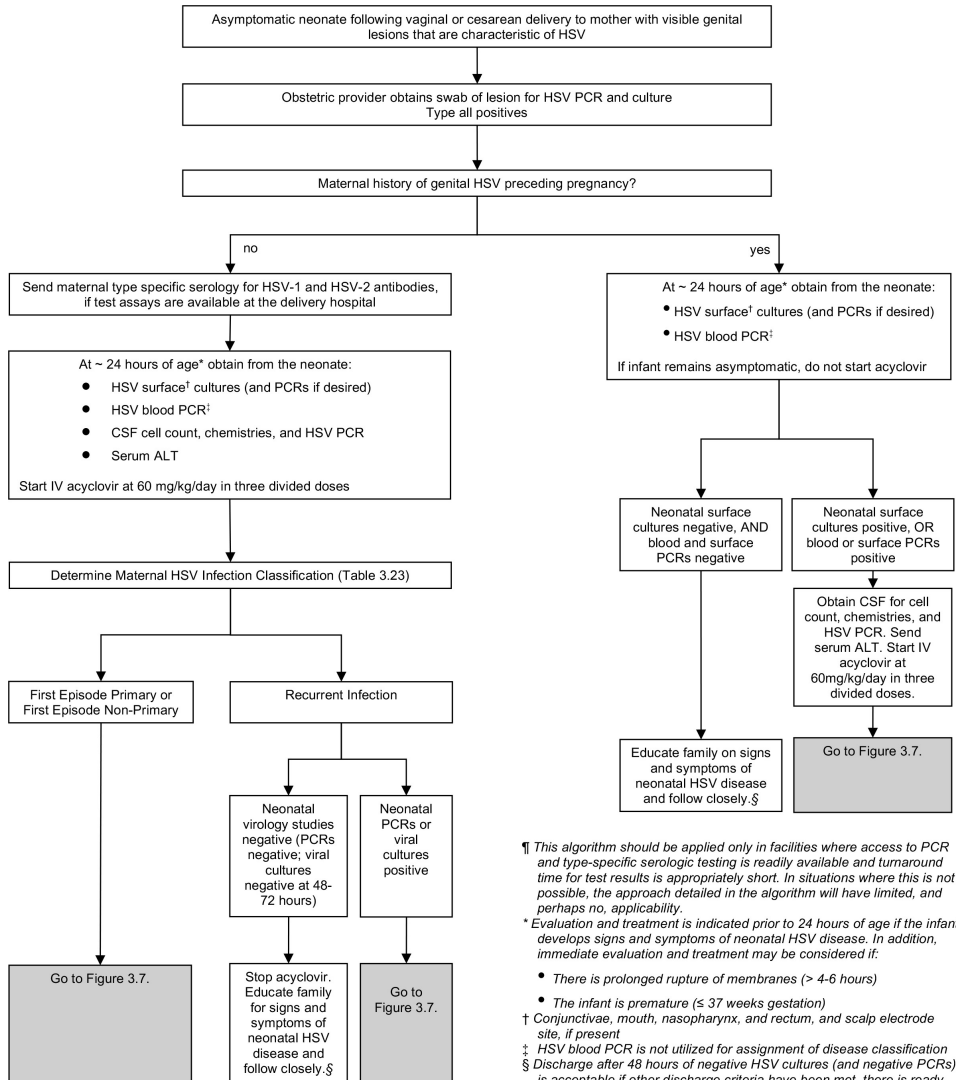 Asymptomatic neonate following vaginal or cesarean delivery to mother with visible genital
lesions that are characteristic of HSV
Obstetric provider obtains swab of lesion for HSV PCR and culture
Type all positives
Maternal history of genital HSV preceding pregnancy?
no
yes
Send maternal type specific serology for HSV-1 and HSV-2 antibodies,
if test assays are available at the delivery hospital
At ~ 24 hours of age* obtain from the neonate:
● HSV surface† cultures (and PCRs if desired)
● HSV blood PCR‡
● CSF cell count, chemistries, and HSV PCR
● Serum ALT
Start IV acyclovir at 60 mg/kg/day in three divided doses
Determine Maternal HSV Infection Classification (Table 3.23)
First Episode Primary or
First Episode Non-Primary
Recurrent Infection
Neonatal
virology studies
negative (PCRs
negative; viral
cultures
negative at 48-
72 hours)
Neonatal
PCRs or
viral
cultures
positive
Go to Figure 3.7.
Stop acyclovir.
Educate family
for signs and
symptoms of
neonatal HSV
disease and
follow closely.§
Go to
Figure 3.7.
At ~ 24 hours of age* obtain from the neonate:
● HSV surface† cultures (and PCRs if desired)
● HSV blood PCR‡
If infant remains asymptomatic, do not start acyclovir
Neonatal surface
cultures negative, AND
blood and surface
PCRs negative
Neonatal surface
cultures positive, OR
blood or surface PCRs
positive
Obtain CSF for cell
count, chemistries, and
HSV PCR. Send
serum ALT. Start IV
acyclovir at
60mg/kg/day in three
divided doses.
Educate family on signs
and symptoms of
neonatal HSV disease
and follow closely.§
Go to Figure 3.7.
¶ This algorithm should be applied only in facilities where access to PCR
and type-specific serologic testing is readily available and turnaround
time for test results is appropriately short. In situations where this is not
possible, the approach detailed in the algorithm will have limited, and
perhaps no, applicability.
* Evaluation and treatment is indicated prior to 24 hours of age if the infant
develops signs and symptoms of neonatal HSV disease. In addition,
immediate evaluation and treatment may be considered if:
● There is prolonged rupture of membranes (> 4-6 hours)
● The infant is premature (≤ 37 weeks gestation)
† Conjunctivae, mouth, nasopharynx, and rectum, and scalp electrode
site, if present
‡ HSV blood PCR is not utilized for assignment of disease classification
§ Discharge after 48 hours of negative HSV cultures (and negative PCRs)
is acceptable if other discharge criteria have been met, there is ready